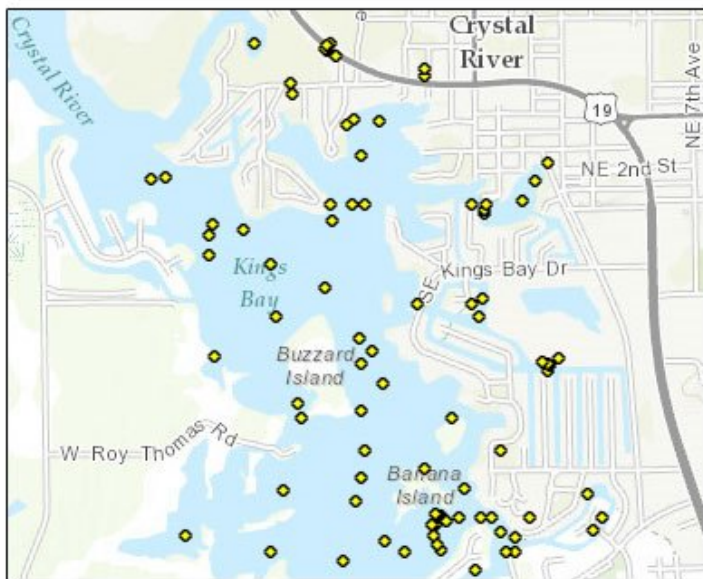 Crystal
River
Crystal River
19
NE 7th Ave
NE 2nd St
Kings
Bay
SE Kings Bay Dr
Buzzard
Island
W Roy Thomas Rd
Banana
Island